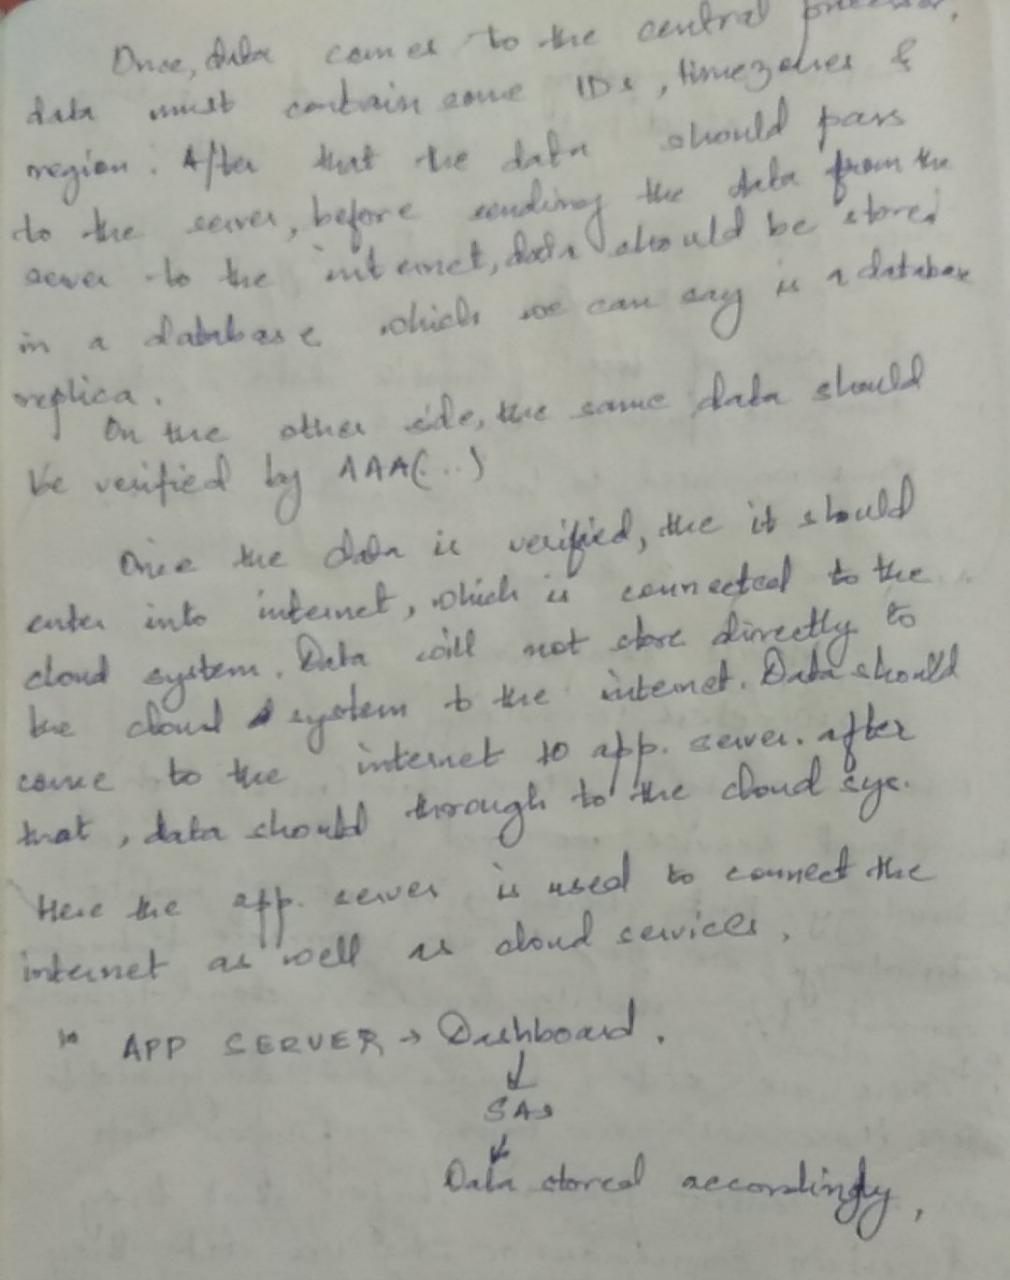 Once, data comes to the central processor,
data must contain some IDs, timezones &
region. After that the data should pass
to the server, before sending the data from the
server to the internet, data should be stored
in a database which we can say is a database
replica.
On the other side, the same data should
be verified by AAA(...)
Once the data is verified, the it should
enter into internet, which is connected to the
cloud system. Data will not store directly to
the cloud system to the internet. Data should
come to the internet to app. server. after
that, data should through to the cloud sys.
Here the app. server is used to connect the
internet as well as cloud services,
In APP SERVER → Dashboard.
↓
SAS
↓
Data stored accordingly,